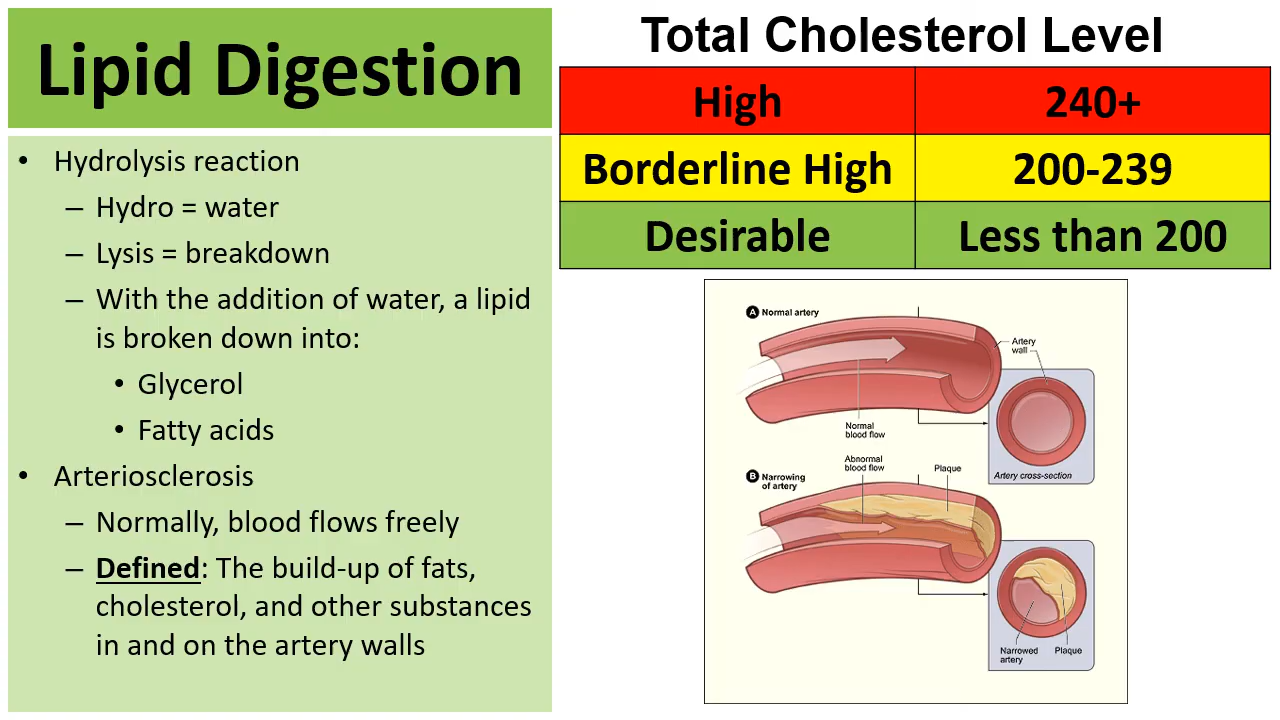 Lipid Digestion
• Hydrolysis reaction
– Hydro = water
– Lysis = breakdown
– With the addition of water, a lipid
is broken down into:
• Glycerol
• Fatty acids
• Arteriosclerosis
– Normally, blood flows freely
– Defined: The build-up of fats,
cholesterol, and other substances
in and on the artery walls
Total Cholesterol Level
High 240+
Borderline High 200-239
Desirable Less than 200
A Normal artery
Artery
wall
Normal
blood flow
Artery cross-section
Abnormal
blood flow
Plaque
B Narrowing
of artery
Narrowed
artery
Plaque